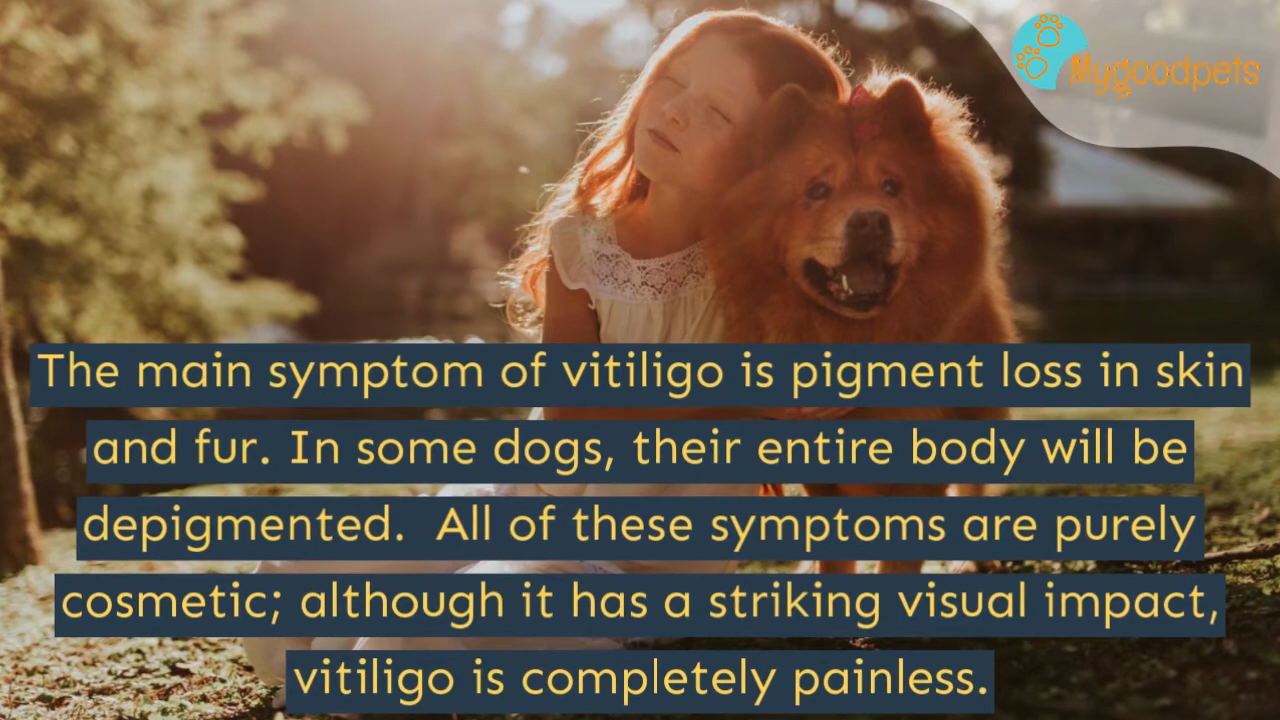 Mygoodpets
The main symptom of vitiligo is pigment loss in skin
and fur. In some dogs, their entire body will be
depigmented.  All of these symptoms are purely
cosmetic; although it has a striking visual impact,
vitiligo is completely painless.